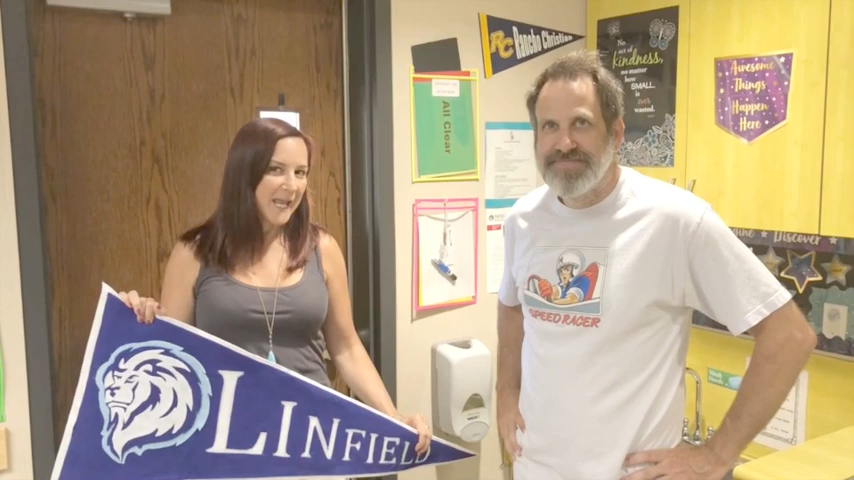 RC Rancho Christian
All Clear
No
act of
kindness,
no matter
how
SMALL,
is ever
wasted.
Awesome
Things
Happen
Here
Discover
SPEED RACER
LINFIELD